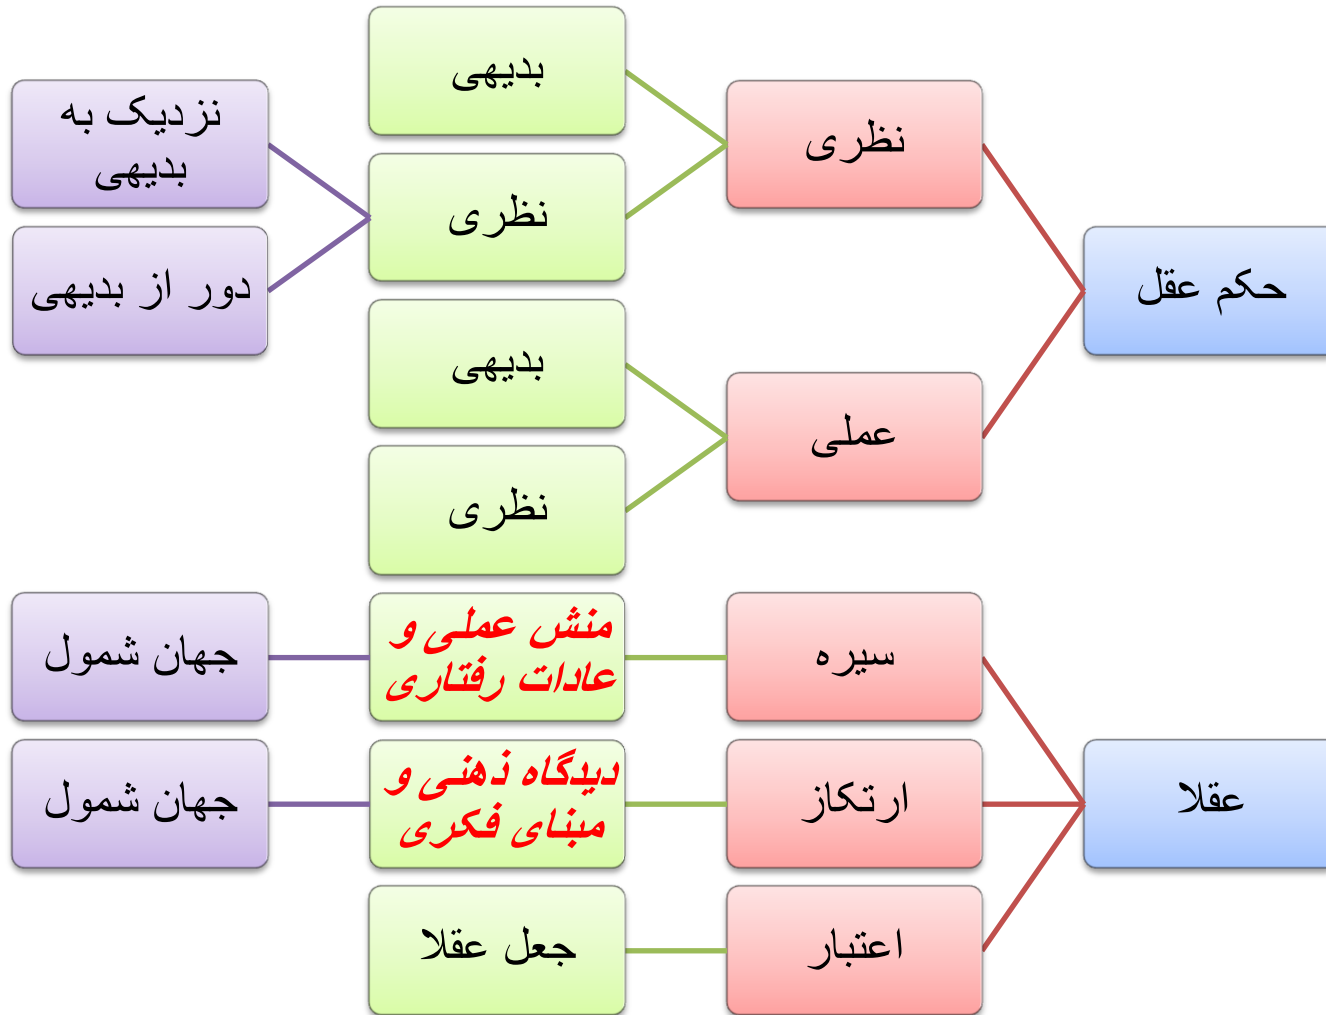 حکم عقل
نظری
بدیهی
نظری
نزدیک به
بدیهی
دور از بدیهی
عملی
بدیهی
نظری
عقلا
سیره
منش عملی و
عادات رفتاری
جهان شمول
ارتکاز
دیدگاه ذهنی و
مبنای فکری
جهان شمول
اعتبار
جعل عقلا